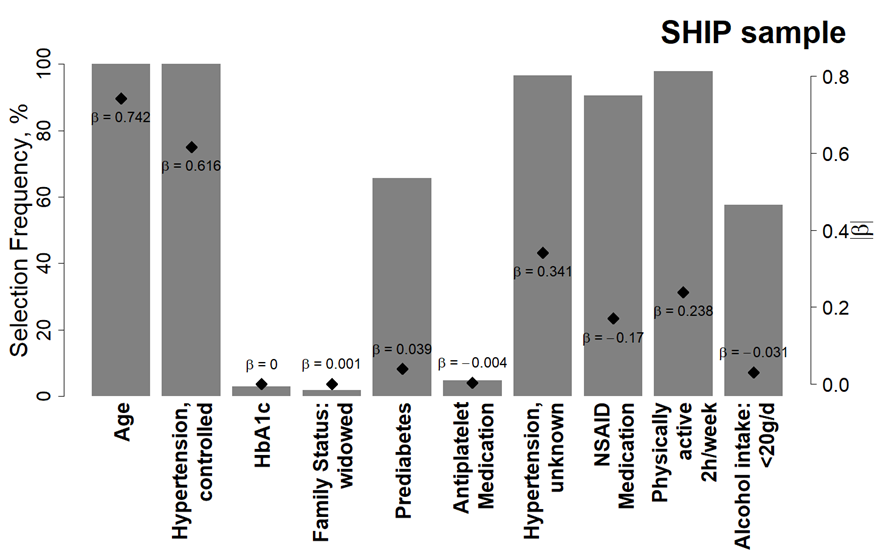 SHIP sample
Selection Frequency, %
100
80
60
40
20
0
β = 0.742
β = 0.616
β = 0
β = 0.001
β = 0.039
β = −0.004
β = 0.341
β = −0.17
β = 0.238
β = −0.031
0.8
0.6
0.4
0.2
0.0
|β|
Age
Hypertension,
controlled
HbA1c
Family Status:
widowed
Prediabetes
Antiplatelet
Medication
Hypertension,
unknown
NSAID
Medication
Physically
active
2h/week
Alcohol intake:
<20g/d